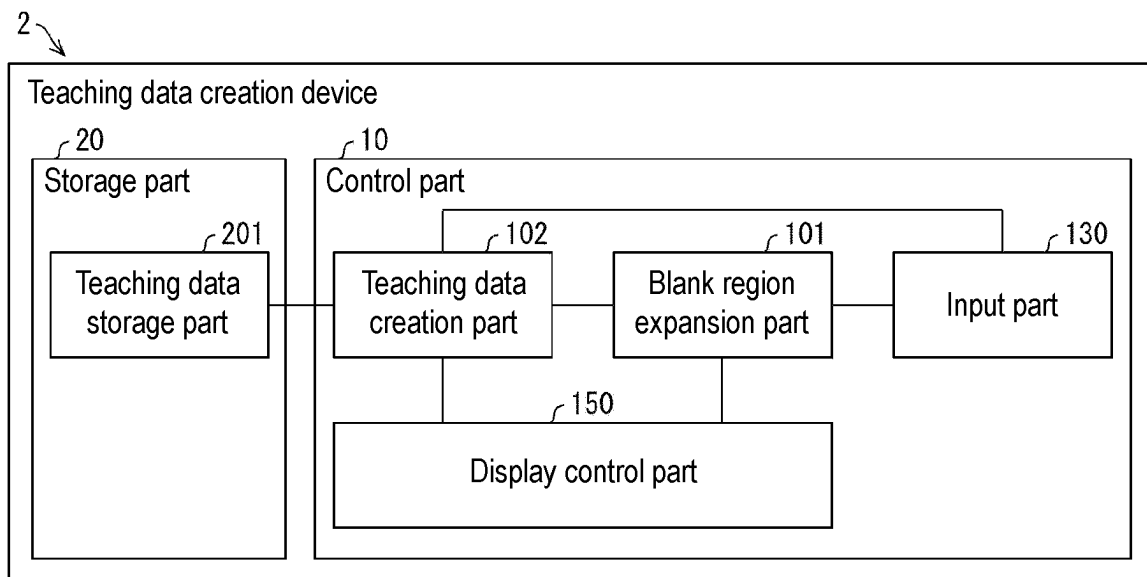 2
Teaching data creation device
20
10
Storage part
Control part
201
102
101
130
Teaching data
storage part
Teaching data
creation part
Blank region
expansion part
Input part
150
Display control part